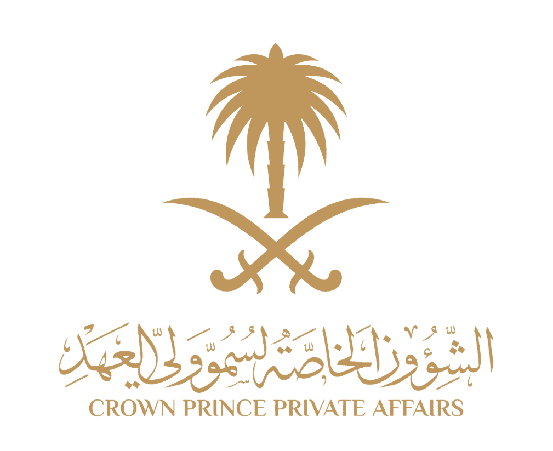 الشؤون الخاصة لسمو ولي العهد
CROWN PRINCE PRIVATE AFFAIRS